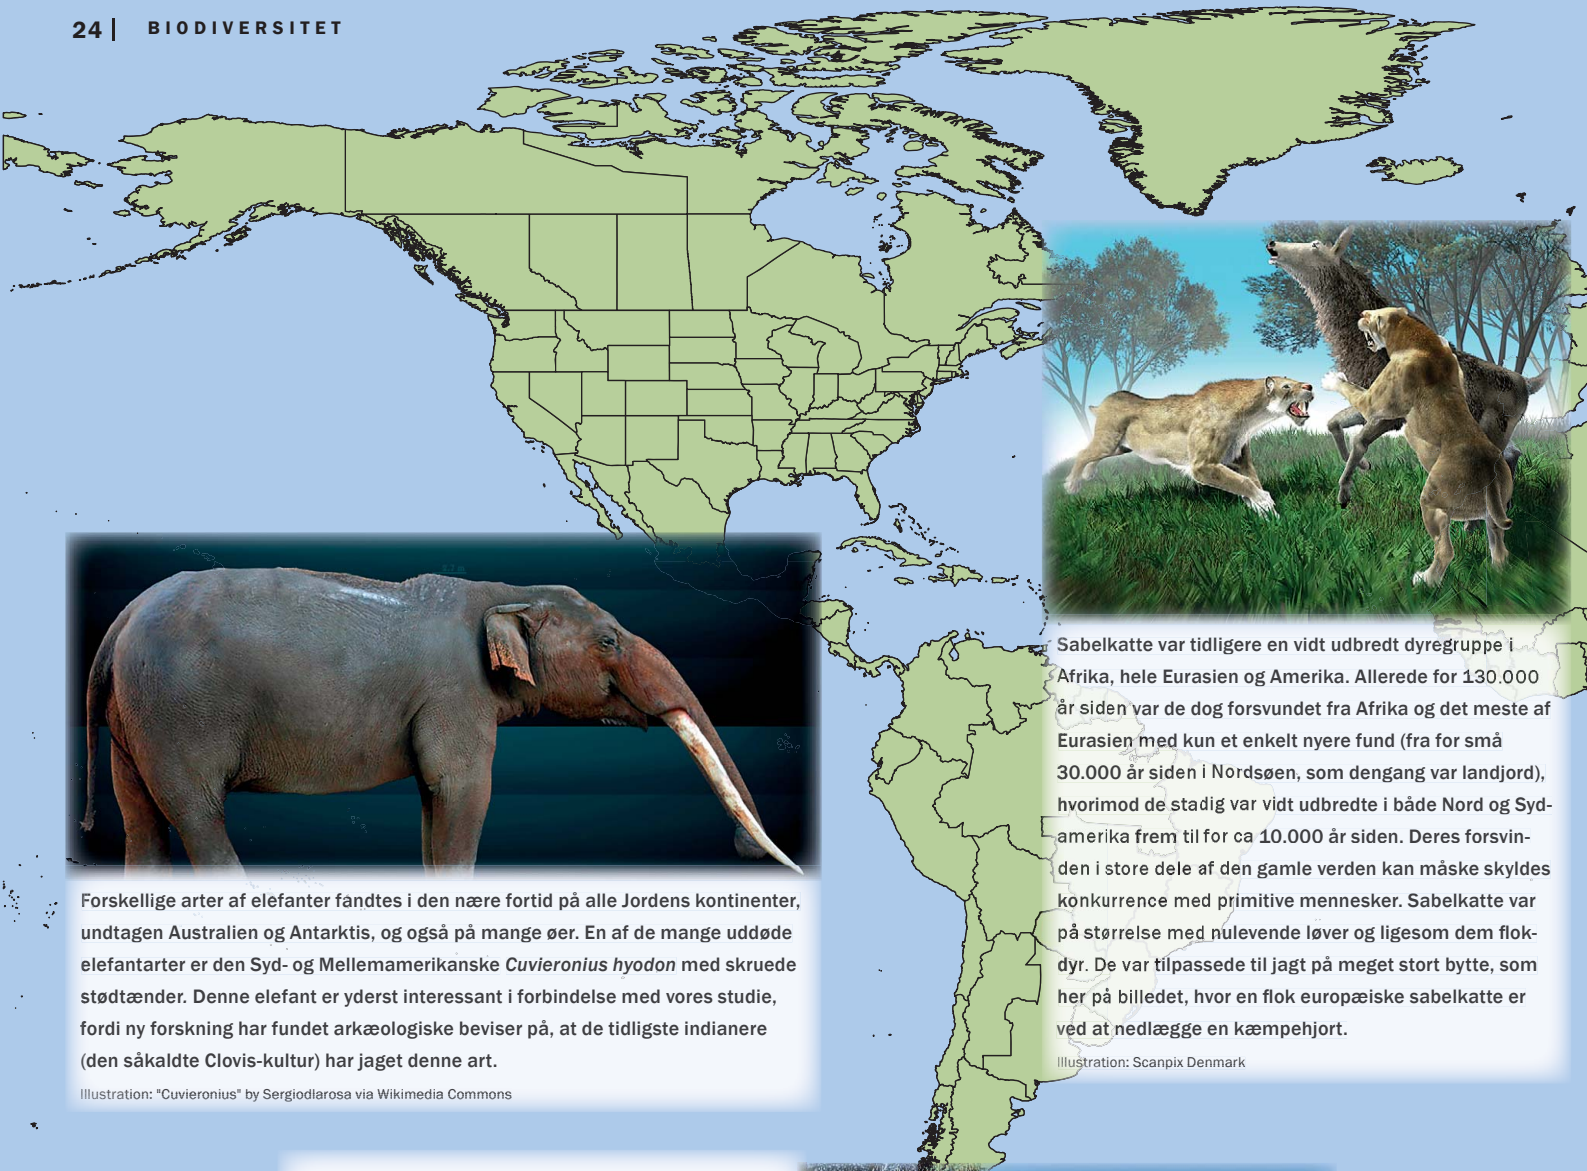 24 | BIODIVERSITET
Forskellige arter af elefanter fandtes i den nære fortid på alle Jordens kontinenter,
undtagen Australien og Antarktis, og også på mange øer. En af de mange uddøde
elefantarter er den Syd- og Mellemamerikanske Cuvieronius hyodon med skruede
stødtænder. Denne elefant er yderst interessant i forbindelse med vores studie,
fordi ny forskning har fundet arkæologiske beviser på, at de tidligste indianere
(den såkaldte Clovis-kultur) har jaget denne art.
Illustration: "Cuvieronius" by Sergiodlarosa via Wikimedia Commons
Sabelkatte var tidligere en vidt udbredt dyregruppe i
Afrika, hele Eurasien og Amerika. Allerede for 130.000
år siden var de dog forsvundet fra Afrika og det meste af
Eurasien med kun et enkelt nyere fund (fra for små
30.000 år siden i Nordsøen, som dengang var landjord),
hvorimod de stadig var vidt udbredte i både Nord og Syd-
amerika frem til for ca 10.000 år siden. Deres forsvin-
den i store dele af den gamle verden kan måske skyldes
konkurrence med primitive mennesker. Sabelkatte var
på størrelse med nulevende løver og ligesom dem flok-
dyr. De var tilpassede til jagt på meget stort bytte, som
her på billedet, hvor en flok europæiske sabelkatte er
ved at nedlægge en kæmpehjort.
Illustration: Scanpix Denmark